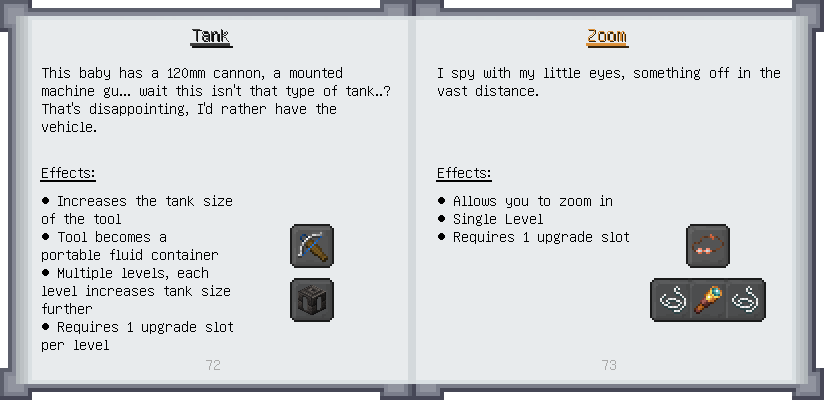 Tank
This baby has a 120mm cannon, a mounted
machine gu... wait this isn't that type of tank..?
That's disappointing, I'd rather have the
vehicle.
Effects:
● Increases the tank size
of the tool
● Tool becomes a
portable fluid container
● Multiple levels, each
level increases tank size
further
● Requires 1 upgrade slot
per level
72
Zoom
I spy with my little eyes, something off in the
vast distance.
Effects:
● Allows you to zoom in
● Single Level
● Requires 1 upgrade slot
73